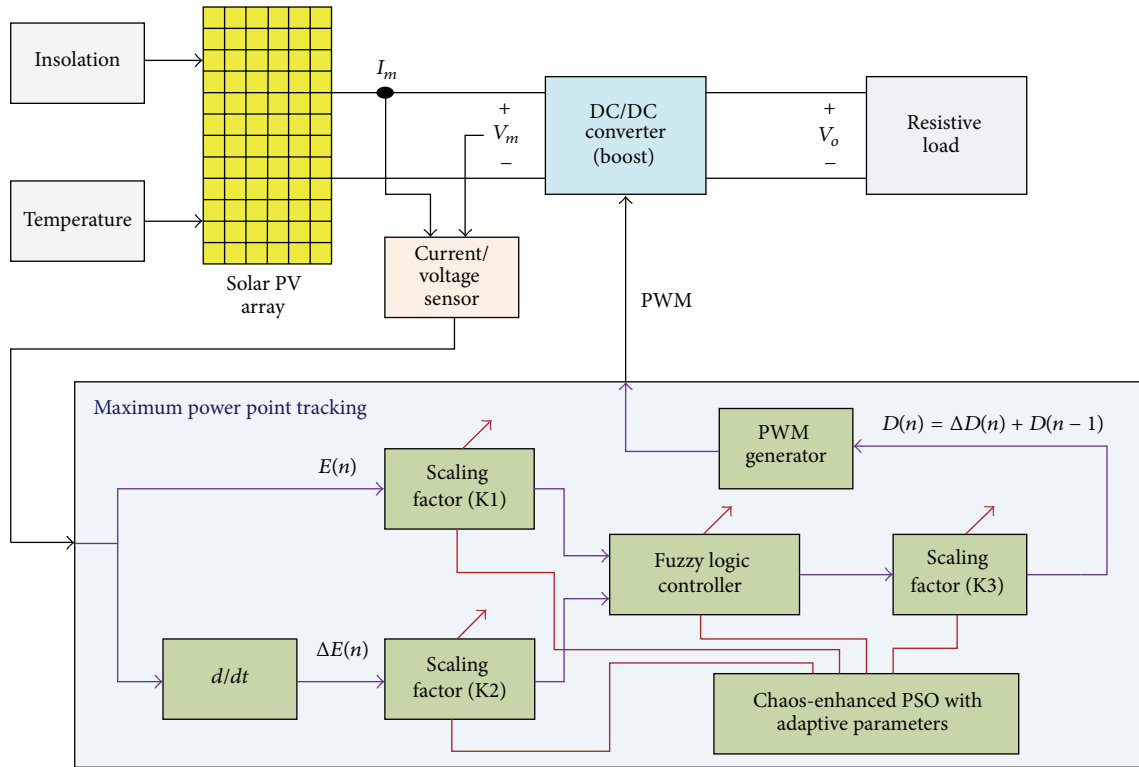 Insolation
Temperature
Solar PV
array
I_m
+
V_m
−
Current/
voltage
sensor
DC/DC
converter
(boost)
+
V_o
−
Resistive
load
PWM
Maximum power point tracking
E(n)
Scaling
factor (K1)
d/dt
ΔE(n)
Scaling
factor (K2)
Fuzzy logic
controller
Scaling
factor (K3)
PWM
generator
D(n) = ΔD(n) + D(n − 1)
Chaos-enhanced PSO with
adaptive parameters